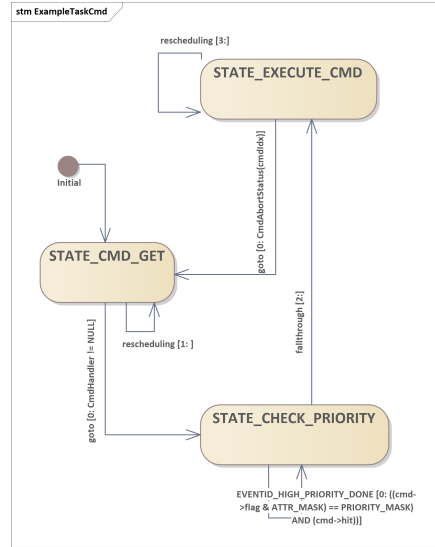 stm ExampleTaskCmd
rescheduling [3:]
STATE_EXECUTE_CMD
Initial
goto [0: CmdAbortStatus(cmdIdx)]
STATE_CMD_GET
rescheduling [1: ]
goto [0: CmdHandler != NULL]
fallthrough [2:]
STATE_CHECK_PRIORITY
EVENTID_HIGH_PRIORITY_DONE [0: ((cmd-
>flag & ATTR_MASK) == PRIORITY_MASK)
AND (cmd->hit))]